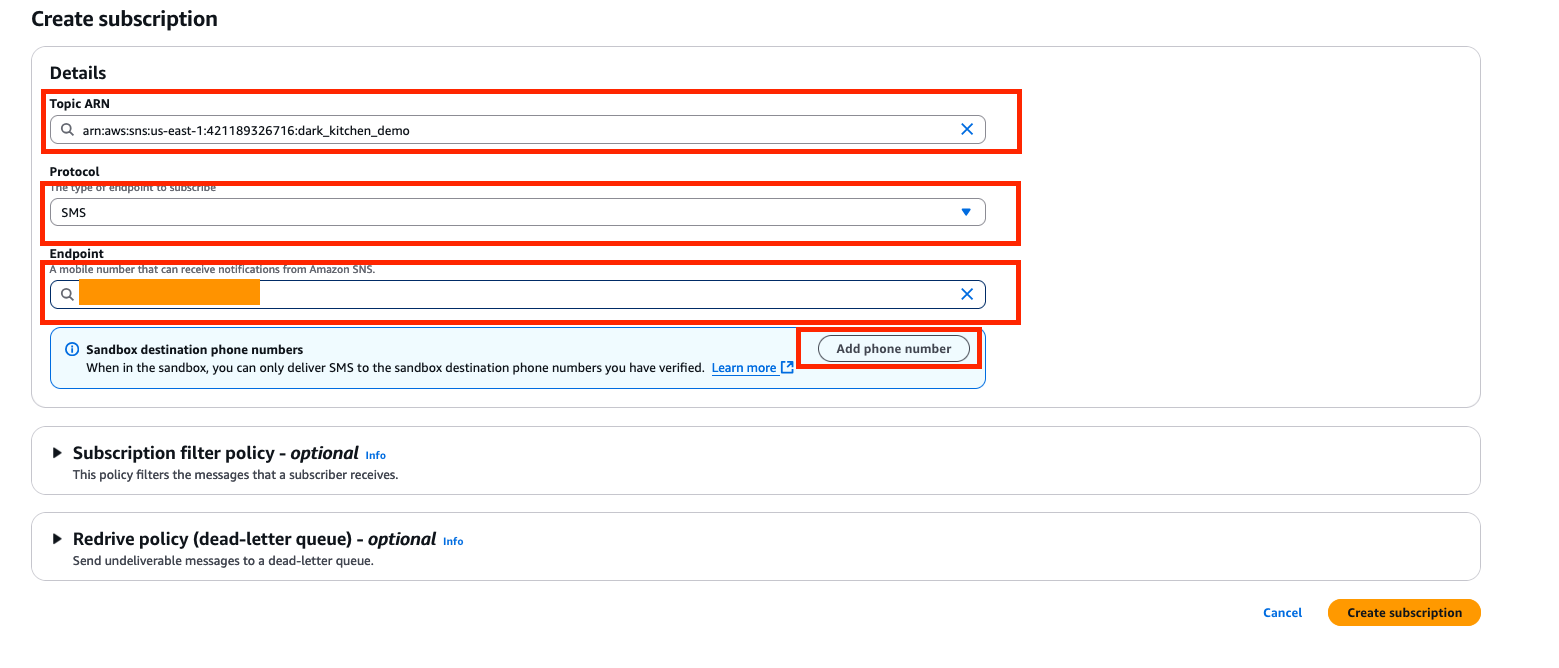 Create subscription
Details
Topic ARN
arn:aws:sns:us-east-1:421189326716:dark_kitchen_demo
Protocol
The type of endpoint to subscribe
SMS
Endpoint
A mobile number that can receive notifications from Amazon SNS.
Sandbox destination phone numbers
Add phone number
When in the sandbox, you can only deliver SMS to the sandbox destination phone numbers you have verified. Learn more
Subscription filter policy - optional Info
This policy filters the messages that a subscriber receives.
Redrive policy (dead-letter queue) - optional Info
Send undeliverable messages to a dead-letter queue.
Cancel Create subscription